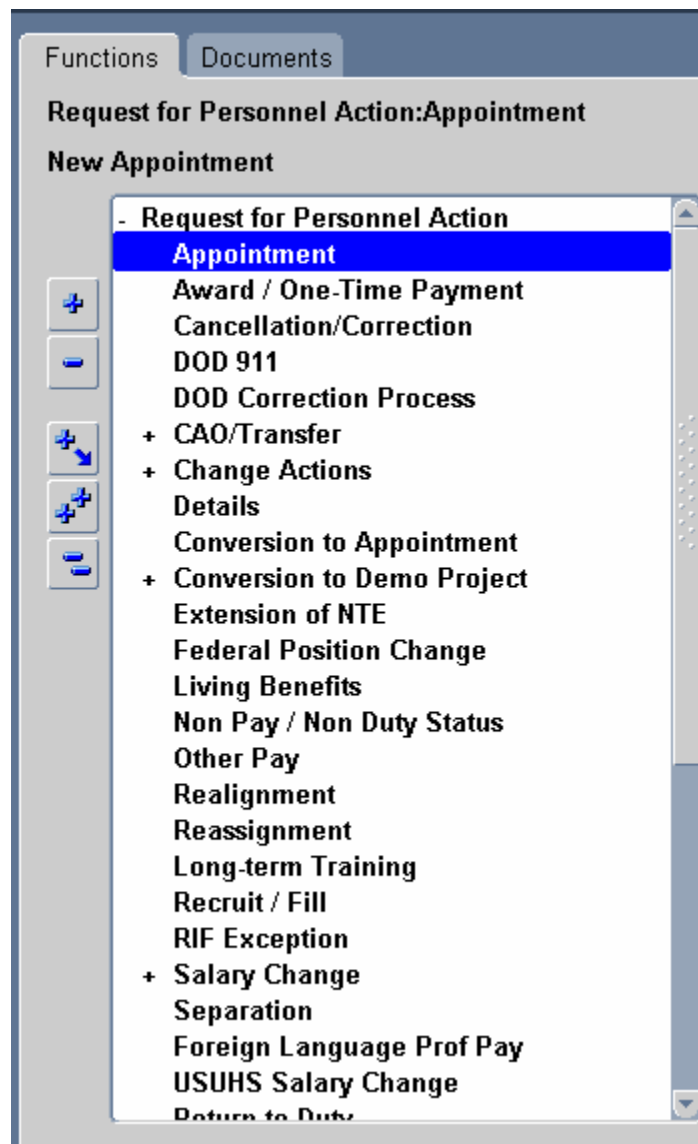 Functions Documents
Request for Personnel Action:Appointment
New Appointment
- Request for Personnel Action
Appointment
Award / One-Time Payment
Cancellation/Correction
DOD 911
DOD Correction Process
+ CAO/Transfer
+ Change Actions
Details
Conversion to Appointment
+ Conversion to Demo Project
Extension of NTE
Federal Position Change
Living Benefits
Non Pay / Non Duty Status
Other Pay
Realignment
Reassignment
Long-term Training
Recruit / Fill
RIF Exception
+ Salary Change
Separation
Foreign Language Prof Pay
USUHS Salary Change
Return to Duty